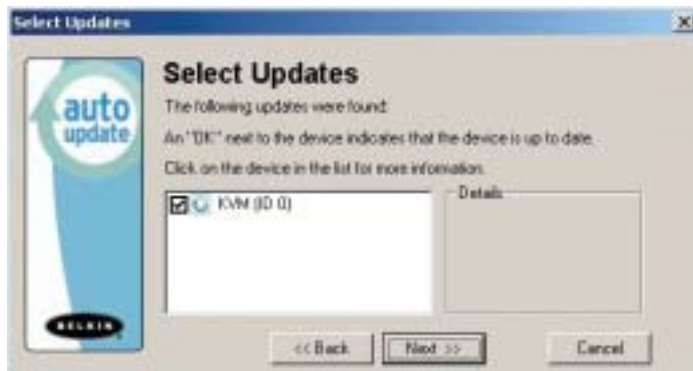 Select Updates
auto
update
BELKIN
Select Updates
The following updates were found:
An "OK" next to the device indicates that the device is up to date.
Click on the device in the list for more information.
KVM (ID 0)
Details
<< Back
Next >>
Cancel